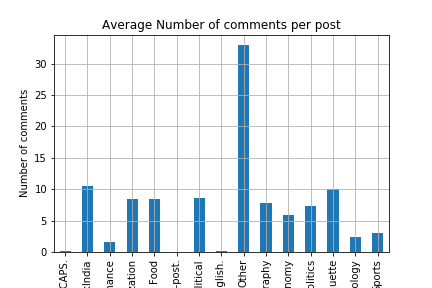 Average Number of comments per post
Number of comments
30
25
20
15
10
5
0
CAPS.
India
nance
ation
Food
-post.
litical
glish.
Other
raphy
nomy
olitics
uette
ology
Sports